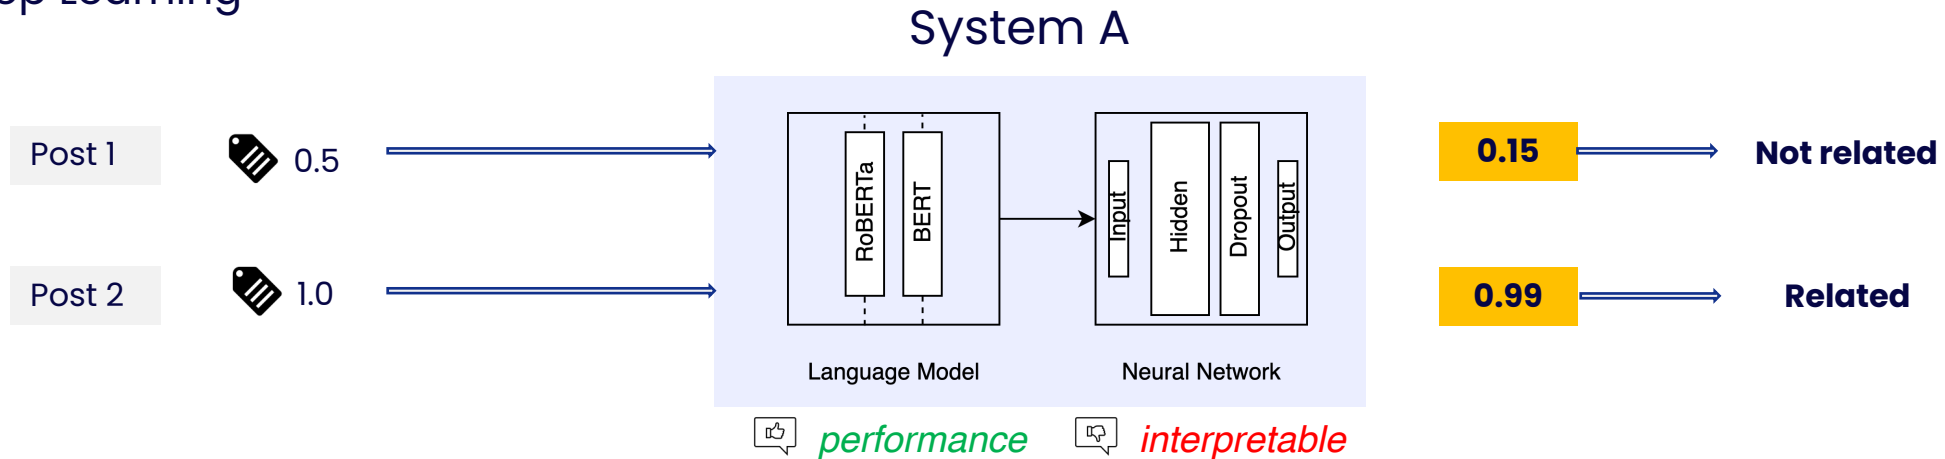 Learning
System A
Post 1
0.5
RoBERTa
BERT
Input
Hidden
Dropout
Output
0.15
Not related
Post 2
1.0
0.99
Related
Language Model
Neural Network
performance
interpretable